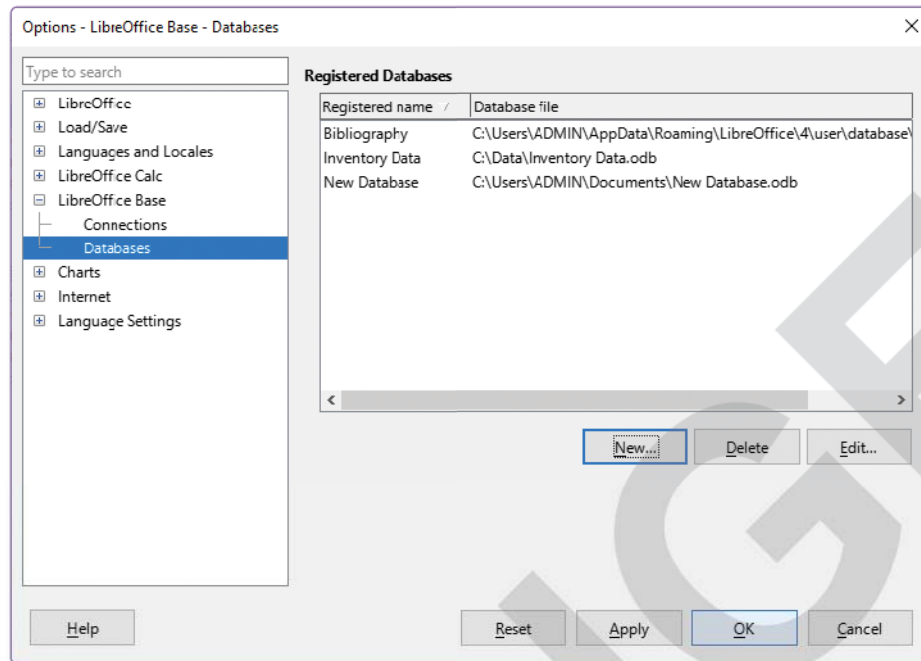 Options - LibreOffice Base - Databases
Type to search
LibreOffice
Load/Save
Languages and Locales
LibreOffice Calc
LibreOffice Base
Connections
Databases
Charts
Internet
Language Settings
Registered Databases
Registered name Database file
Bibliography C:\Users\ADMIN\AppData\Roaming\LibreOffice\4\user\database\
Inventory Data C:\Data\Inventory Data.odb
New Database C:\Users\ADMIN\Documents\New Database.odb
New... Delete Edit...
Help Reset Apply OK Cancel